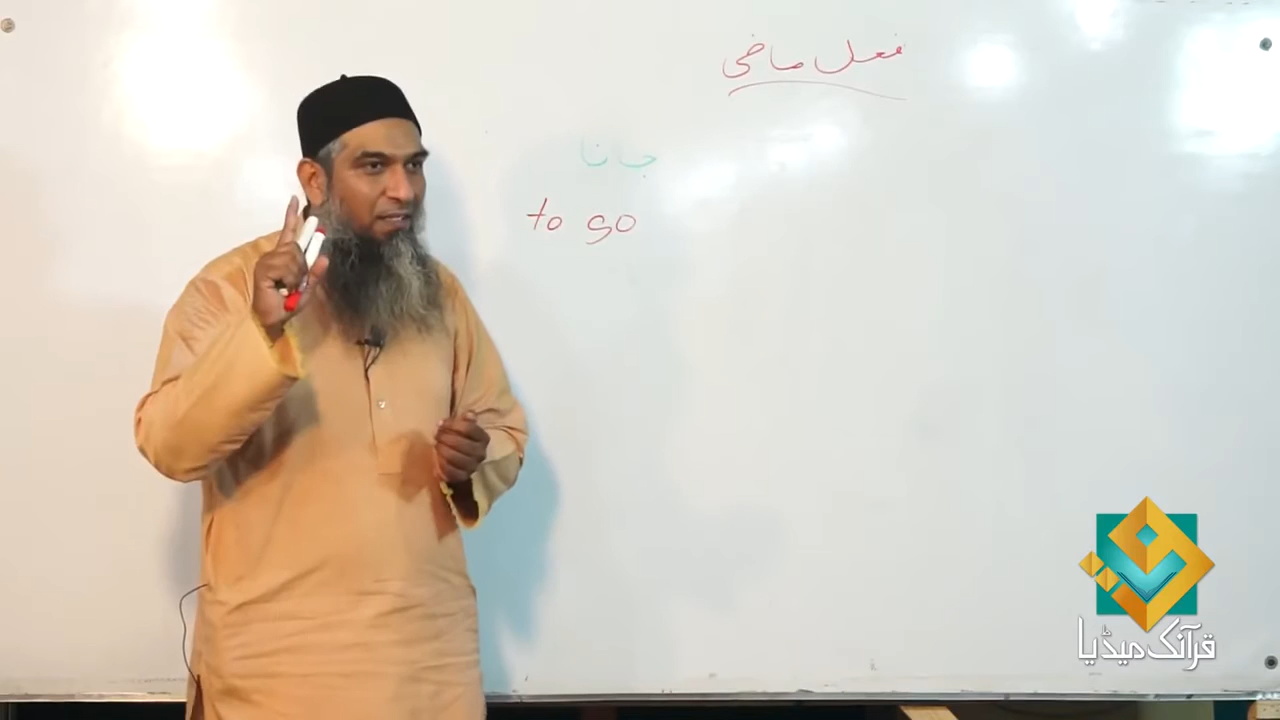 فعل ماضی
جانا
to go
قرآنک میڈیا